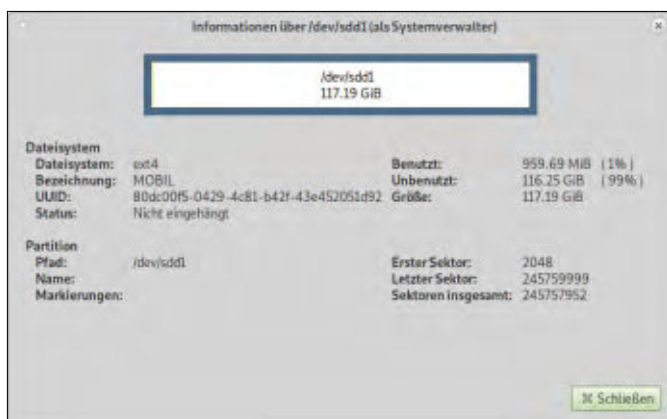 Informationen über /dev/sdd1 (als Systemverwalter)
/dev/sdd1
117.19 GiB
Dateisystem
Dateisystem: ext4
Bezeichnung: MOBIL
UUID: 80dc00f5-0429-4c81-b42f-43e452051d92
Status: Nicht eingehängt
Benutzt: 959.69 MiB (1%)
Unbenutzt: 116.25 GiB (99%)
Größe: 117.19 GiB
Partition
Pfad: /dev/sdd1
Name:
Markierungen:
Erster Sektor: 2048
Letzter Sektor: 245759999
Sektoren insgesamt: 245757952
Schließen